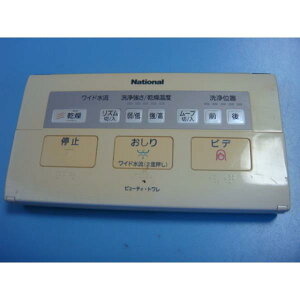 National
ワイド水流 洗浄強さ/乾燥温度 洗浄位置
乾燥 リズム 切/入 弱/低 強/高 ムーブ 切/入 前 後
停止 おしり ビデ
ワイド水流(2度押し)
ビューティ・トワレ